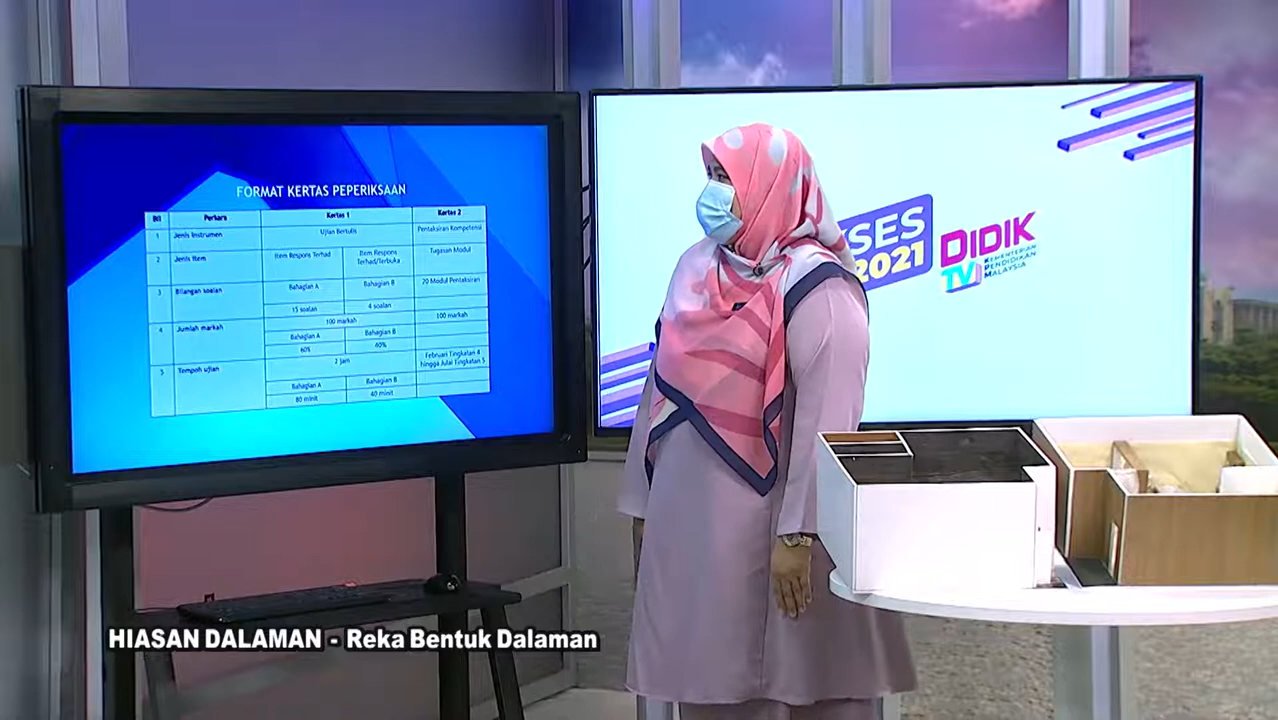 FORMAT KERTAS PEPERIKSAAN
Bil Perkara Kertas 1 Kertas 2
1 Jenis Instrumen Ujian Bertulis Pentaksiran Kompetensi
2 Jenis Item Item Respons Terhad Item Respons Terhad/Terbuka Tugasan Modul
3 Bilangan soalan Bahagian A Bahagian B 20 Modul Pentaksiran
15 soalan 4 soalan
4 Jumlah markah 100 markah 100 markah
Bahagian A Bahagian B
60% 40%
5 Tempoh ujian 2 jam Februari Tingkatan 4
hingga Julai Tingkatan 5
Bahagian A Bahagian B
80 minit 40 minit
KSES
2021
DIDIK
TV
KEMENTERIAN
PENDIDIKAN
MALAYSIA
HIASAN DALAMAN - Reka Bentuk Dalaman